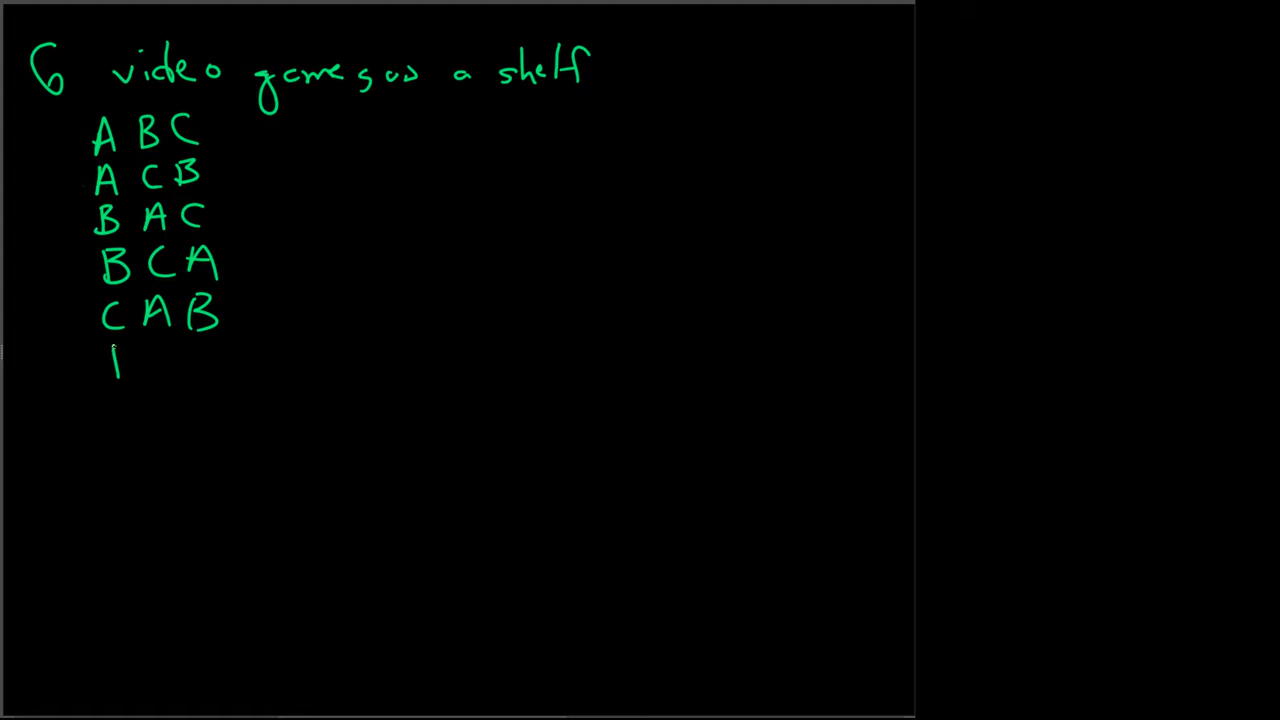 6 video games on a shelf
A B C
A C B
B A C
B C A
C A B